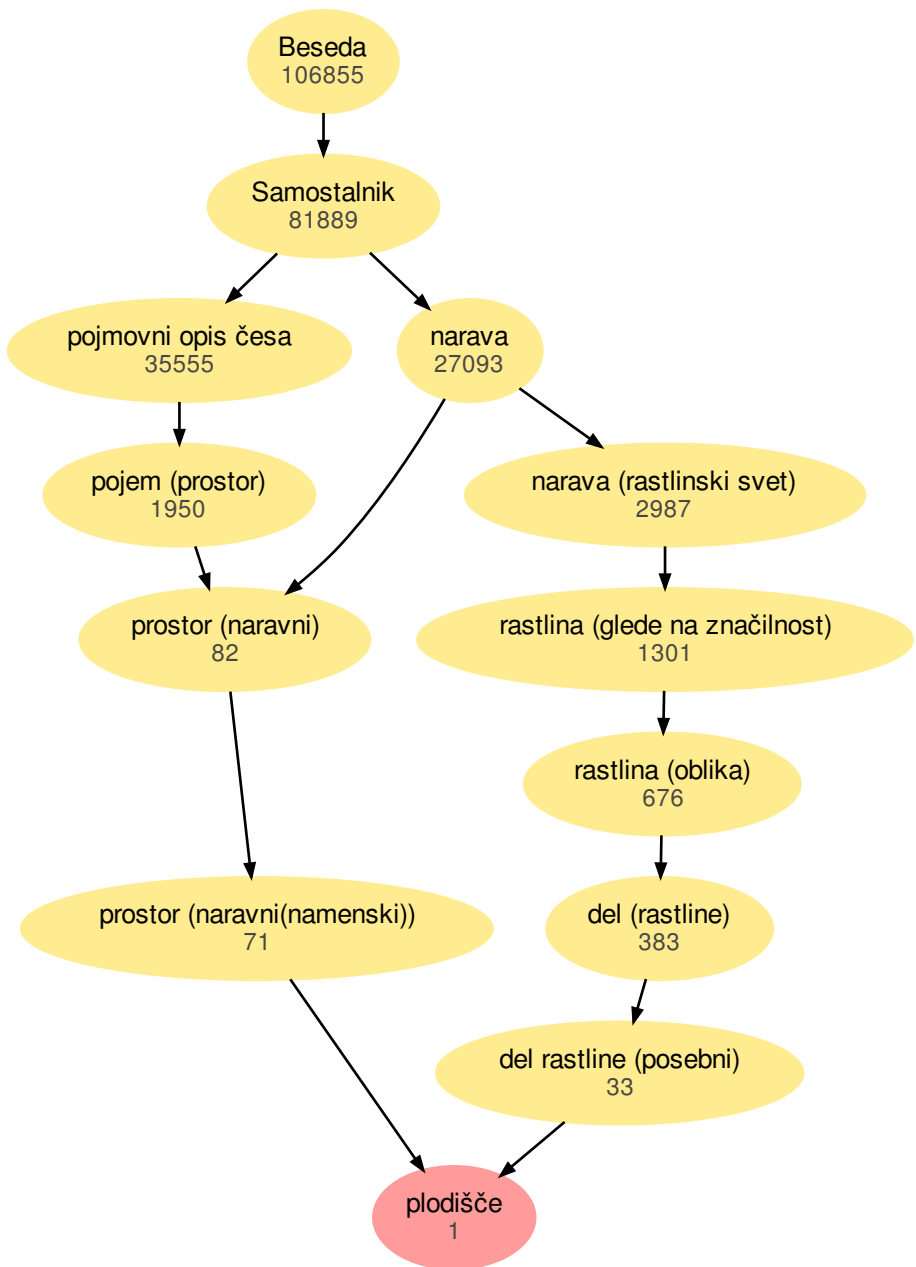 Beseda
106855
Samostalnik
81889
pojmovni opis česa
35555
narava
27093
pojem (prostor)
1950
narava (rastlinski svet)
2987
prostor (naravni)
82
rastlina (glede na značilnost)
1301
rastlina (oblika)
676
prostor (naravni(namenski))
71
del (rastline)
383
del rastline (posebni)
33
plodišče
1